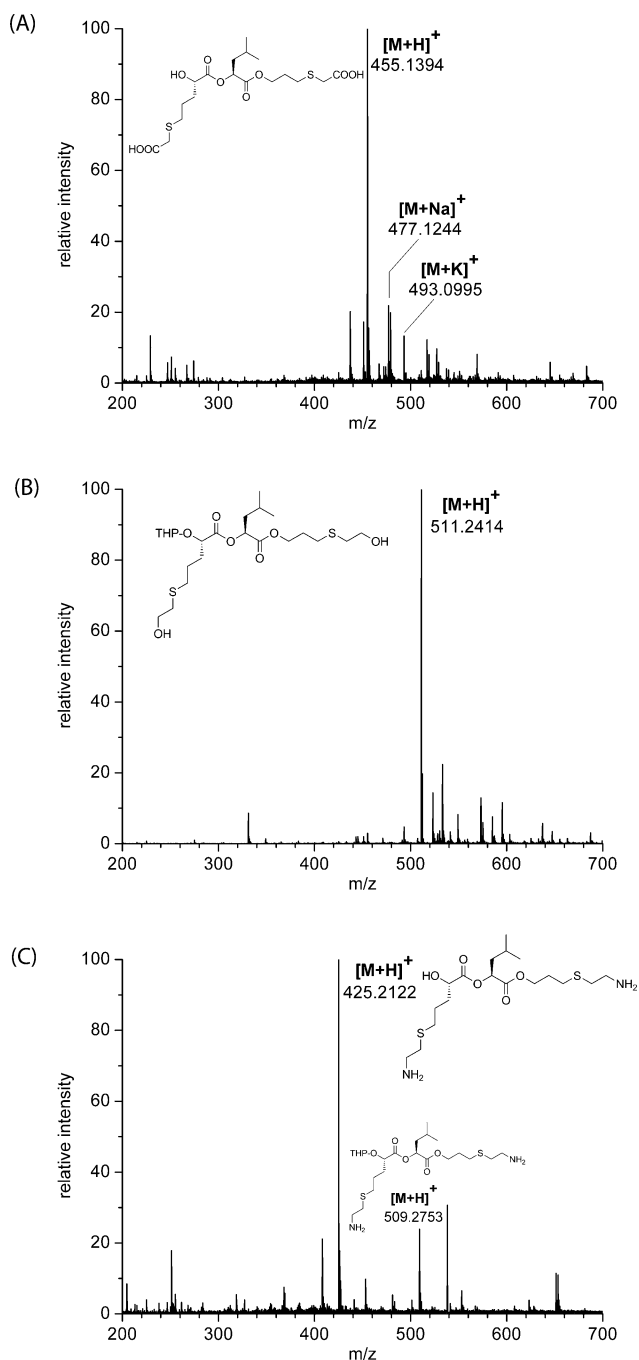 (A)
[M+H]+
455.1394
O
HO
O
O
O
S
COOH
S
HOOC
[M+Na]+
477.1244
[M+K]+
493.0995
relative intensity
100
80
60
40
20
0
200 300 400 500 600 700
m/z
(B)
[M+H]+
511.2414
O
THP-O
O
O
O
S
OH
S
OH
relative intensity
100
80
60
40
20
0
200 300 400 500 600 700
m/z
(C)
[M+H]+
425.2122
O
HO
O
O
O
S
NH2
S
NH2
O
THP-O
O
O
O
S
NH2
S
NH2
[M+H]+
509.2753
relative intensity
100
80
60
40
20
0
200 300 400 500 600 700
m/z